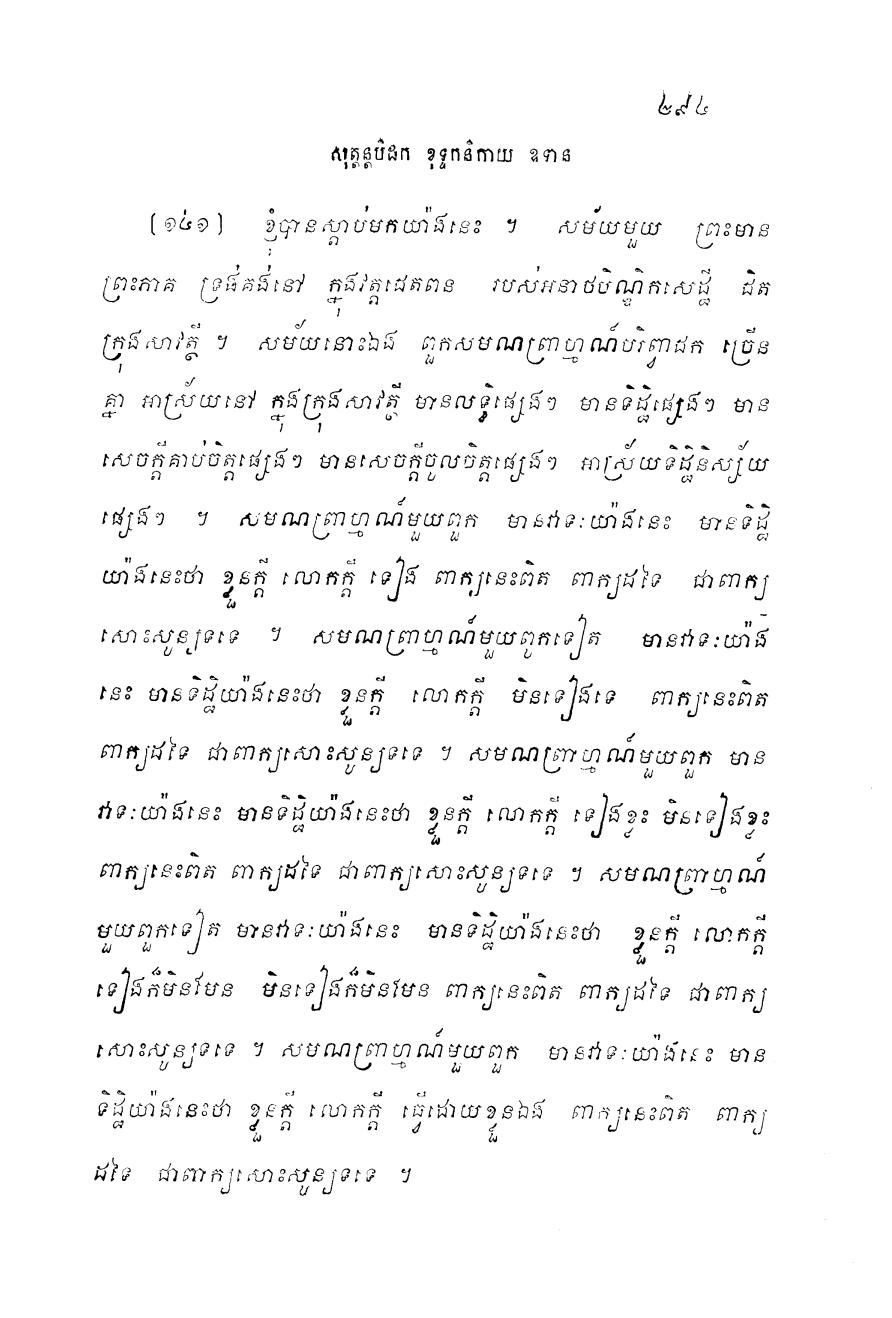 ២៩៤
សុត្តន្តបិដក ខុទ្ទកនិកាយ ឧទាន
[១៤១] ខ្ញុំបានស្តាប់មកយ៉ាងនេះ ។ សម័យមួយ ព្រះមាន
ព្រះភាគ ទ្រង់គង់នៅ ក្នុងវត្តជេតពន របស់អនាថបិណ្ឌិកសេដ្ឋី ជិត
ក្រុងសាវត្ថី ។ សម័យនោះឯង ពួកសមណព្រាហ្មណ៍បរិព្វាជក ច្រើន
គ្នា អាស្រ័យនៅ ក្នុងក្រុងសាវត្ថី មានលទ្ធិផ្សេងៗ មានទិដ្ឋិផ្សេងៗ មាន
សេចក្តីគាប់ចិត្តផ្សេងៗ មានសេចក្តីចូលចិត្តផ្សេងៗ អាស្រ័យទិដ្ឋិនិស្ស័យ
ផ្សេងៗ ។ សមណព្រាហ្មណ៍មួយពួក មានវាទៈយ៉ាងនេះ មានទិដ្ឋិ
យ៉ាងនេះថា ខ្លួនក្តី លោកក្តី ទៀង ពាក្យនេះពិត ពាក្យដទៃ ជាពាក្យ
សោះសូន្យទទេ ។ សមណព្រាហ្មណ៍មួយពួកទៀត មានវាទៈយ៉ាង
នេះ មានទិដ្ឋិយ៉ាងនេះថា ខ្លួនក្តី លោកក្តី មិនទៀងទេ ពាក្យនេះពិត
ពាក្យដទៃ ជាពាក្យសោះសូន្យទទេ ។ សមណព្រាហ្មណ៍មួយពួក មាន
វាទៈយ៉ាងនេះ មានទិដ្ឋិយ៉ាងនេះថា ខ្លួនក្តី លោកក្តី ទៀងខ្លះ មិនទៀងខ្លះ
ពាក្យនេះពិត ពាក្យដទៃ ជាពាក្យសោះសូន្យទទេ ។ សមណព្រាហ្មណ៍
មួយពួកទៀត មានវាទៈយ៉ាងនេះ មានទិដ្ឋិយ៉ាងនេះថា ខ្លួនក្តី លោកក្តី
ទៀងក៏មិនមែន មិនទៀងក៏មិនមែន ពាក្យនេះពិត ពាក្យដទៃ ជាពាក្យ
សោះសូន្យទទេ ។ សមណព្រាហ្មណ៍មួយពួក មានវាទៈយ៉ាងនេះ មាន
ទិដ្ឋិយ៉ាងនេះថា ខ្លួនក្តី លោកក្តី ធ្វើដោយខ្លួនឯង ពាក្យនេះពិត ពាក្យ
ដទៃ ជាពាក្យសោះសូន្យទទេ ។